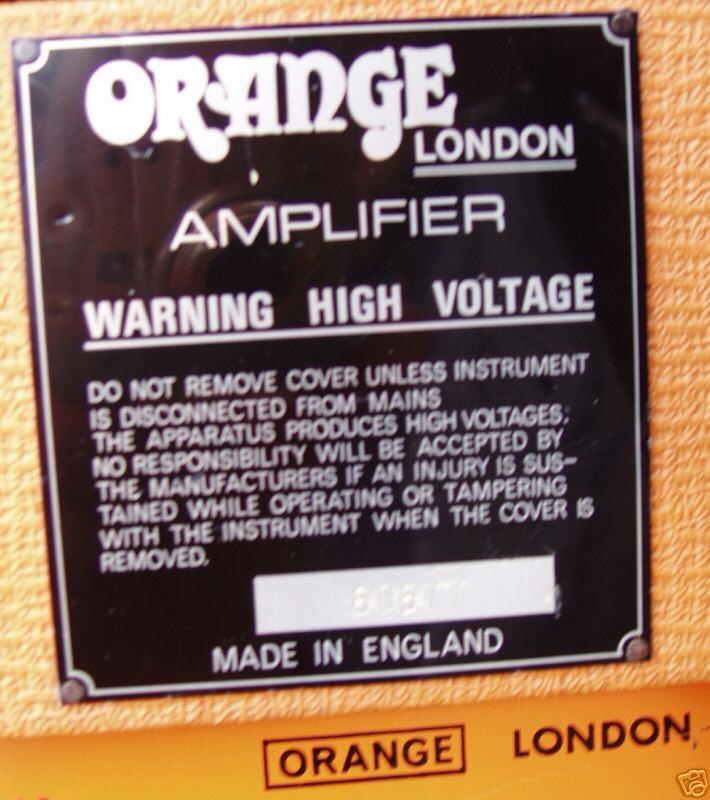 ORANGE
LONDON
AMPLIFIER
WARNING HIGH VOLTAGE
DO NOT REMOVE COVER UNLESS INSTRUMENT
IS DISCONNECTED FROM MAINS
THE APPARATUS PRODUCES HIGH VOLTAGES.
NO RESPONSIBILITY WILL BE ACCEPTED BY
THE MANUFACTURERS IF AN INJURY IS SUS-
TAINED WHILE OPERATING OR TAMPERING
WITH THE INSTRUMENT WHEN THE COVER IS
REMOVED.
MADE IN ENGLAND
ORANGE LONDON